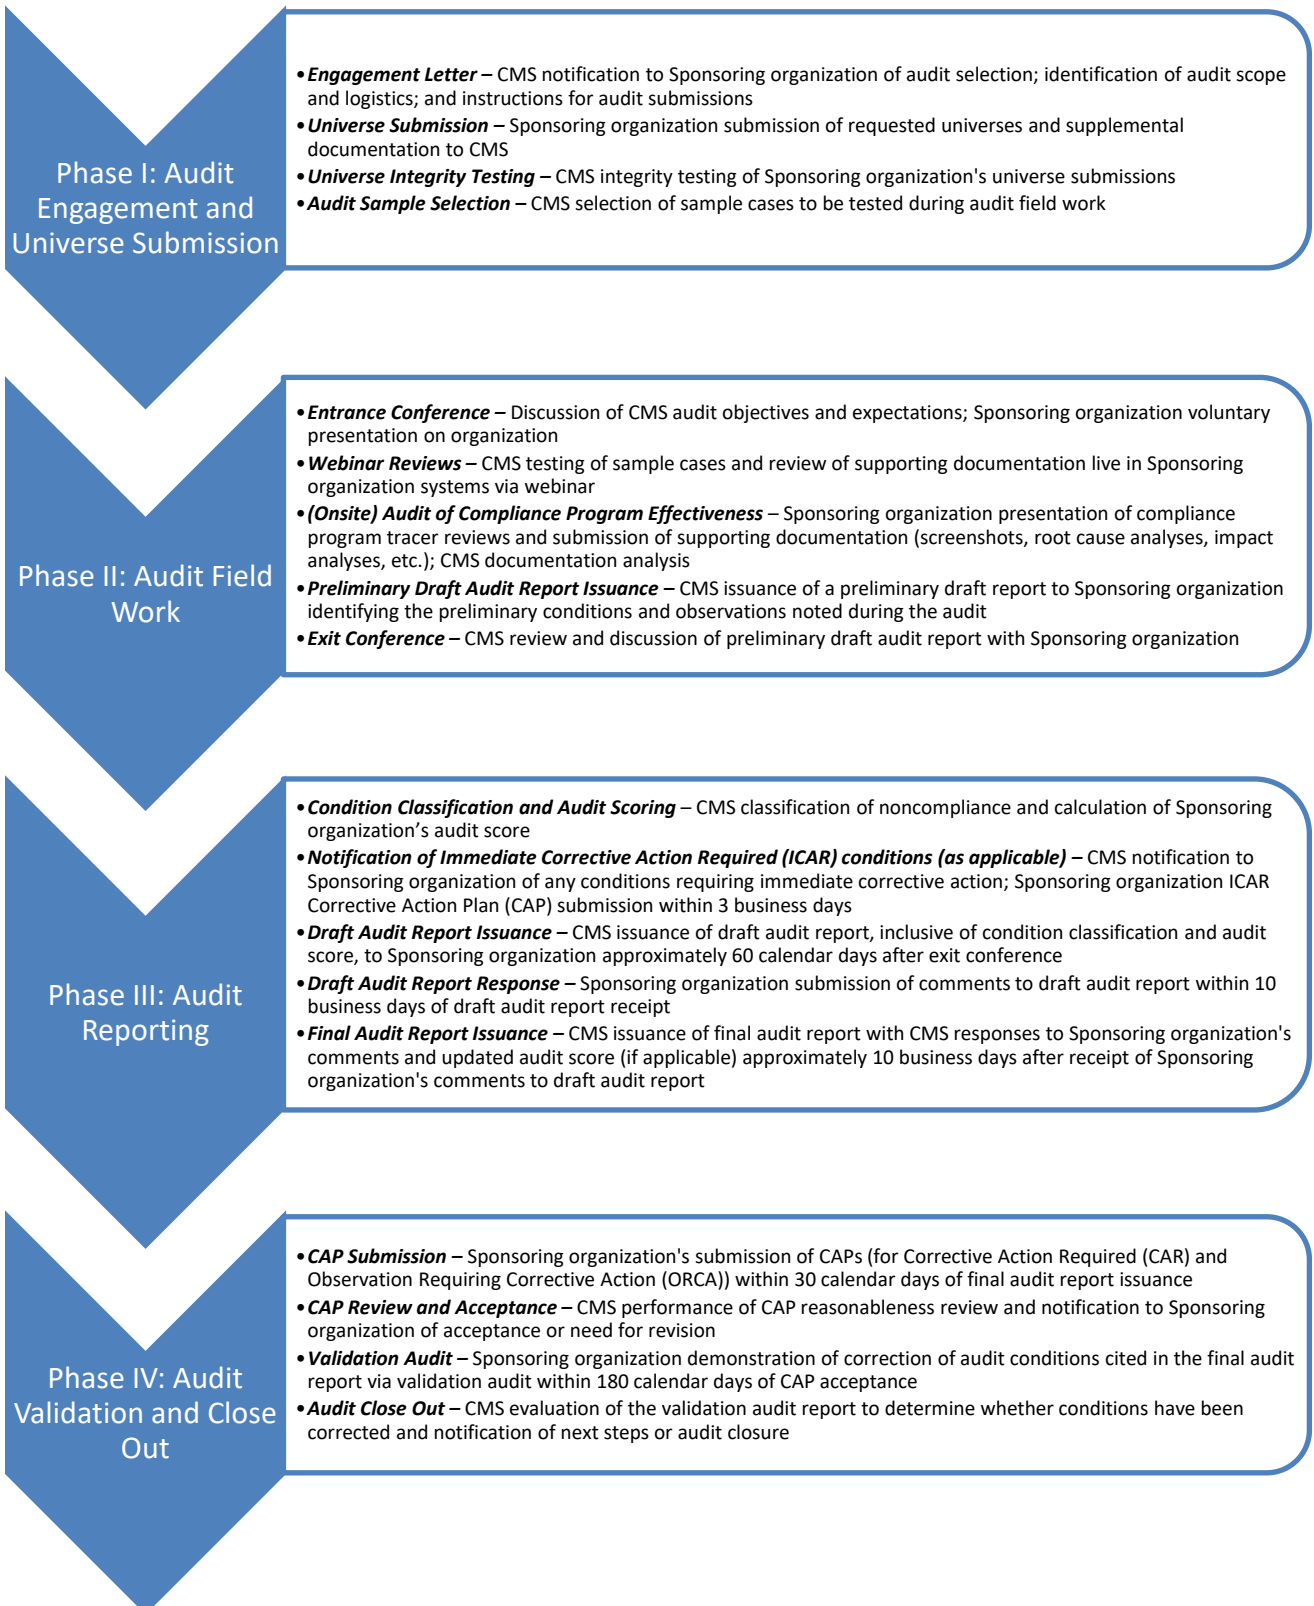 Phase I: Audit
Engagement and
Universe Submission
•Engagement Letter – CMS notification to Sponsoring organization of audit selection; identification of audit scope
and logistics; and instructions for audit submissions
•Universe Submission – Sponsoring organization submission of requested universes and supplemental
documentation to CMS
•Universe Integrity Testing – CMS integrity testing of Sponsoring organization's universe submissions
•Audit Sample Selection – CMS selection of sample cases to be tested during audit field work
Phase II: Audit Field
Work
•Entrance Conference – Discussion of CMS audit objectives and expectations; Sponsoring organization voluntary
presentation on organization
•Webinar Reviews – CMS testing of sample cases and review of supporting documentation live in Sponsoring
organization systems via webinar
•(Onsite) Audit of Compliance Program Effectiveness – Sponsoring organization presentation of compliance
program tracer reviews and submission of supporting documentation (screenshots, root cause analyses, impact
analyses, etc.); CMS documentation analysis
•Preliminary Draft Audit Report Issuance – CMS issuance of a preliminary draft report to Sponsoring organization
identifying the preliminary conditions and observations noted during the audit
•Exit Conference – CMS review and discussion of preliminary draft audit report with Sponsoring organization
Phase III: Audit
Reporting
•Condition Classification and Audit Scoring – CMS classification of noncompliance and calculation of Sponsoring
organization’s audit score
•Notification of Immediate Corrective Action Required (ICAR) conditions (as applicable) – CMS notification to
Sponsoring organization of any conditions requiring immediate corrective action; Sponsoring organization ICAR
Corrective Action Plan (CAP) submission within 3 business days
•Draft Audit Report Issuance – CMS issuance of draft audit report, inclusive of condition classification and audit
score, to Sponsoring organization approximately 60 calendar days after exit conference
•Draft Audit Report Response – Sponsoring organization submission of comments to draft audit report within 10
business days of draft audit report receipt
•Final Audit Report Issuance – CMS issuance of final audit report with CMS responses to Sponsoring organization's
comments and updated audit score (if applicable) approximately 10 business days after receipt of Sponsoring
organization's comments to draft audit report
Phase IV: Audit
Validation and Close
Out
•CAP Submission – Sponsoring organization's submission of CAPs (for Corrective Action Required (CAR) and
Observation Requiring Corrective Action (ORCA)) within 30 calendar days of final audit report issuance
•CAP Review and Acceptance – CMS performance of CAP reasonableness review and notification to Sponsoring
organization of acceptance or need for revision
•Validation Audit – Sponsoring organization demonstration of correction of audit conditions cited in the final audit
report via validation audit within 180 calendar days of CAP acceptance
•Audit Close Out – CMS evaluation of the validation audit report to determine whether conditions have been
corrected and notification of next steps or audit closure